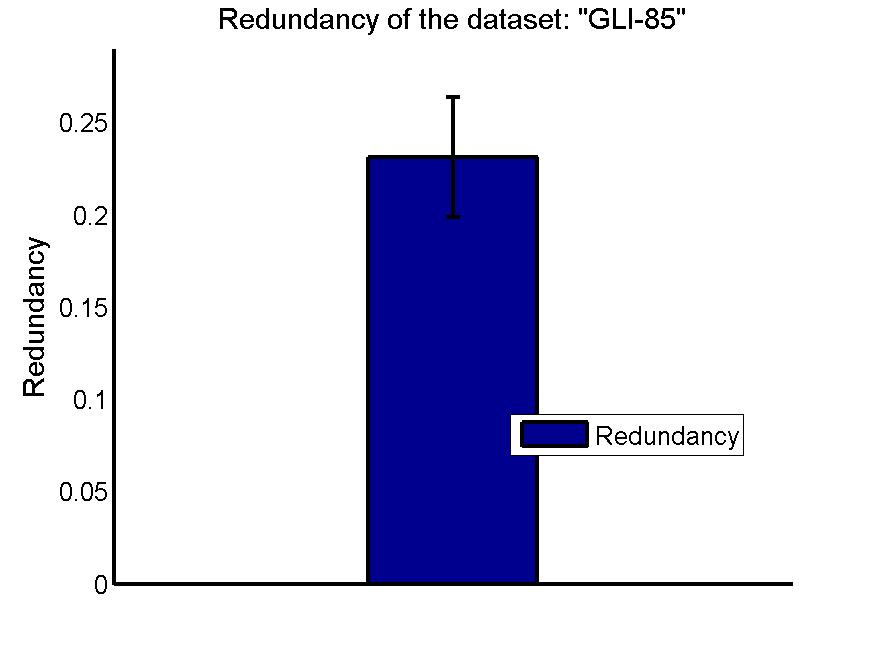 Redundancy of the dataset: "GLI-85"
0.25
0.2
0.15
0.1
0.05
0
Redundancy
Redundancy